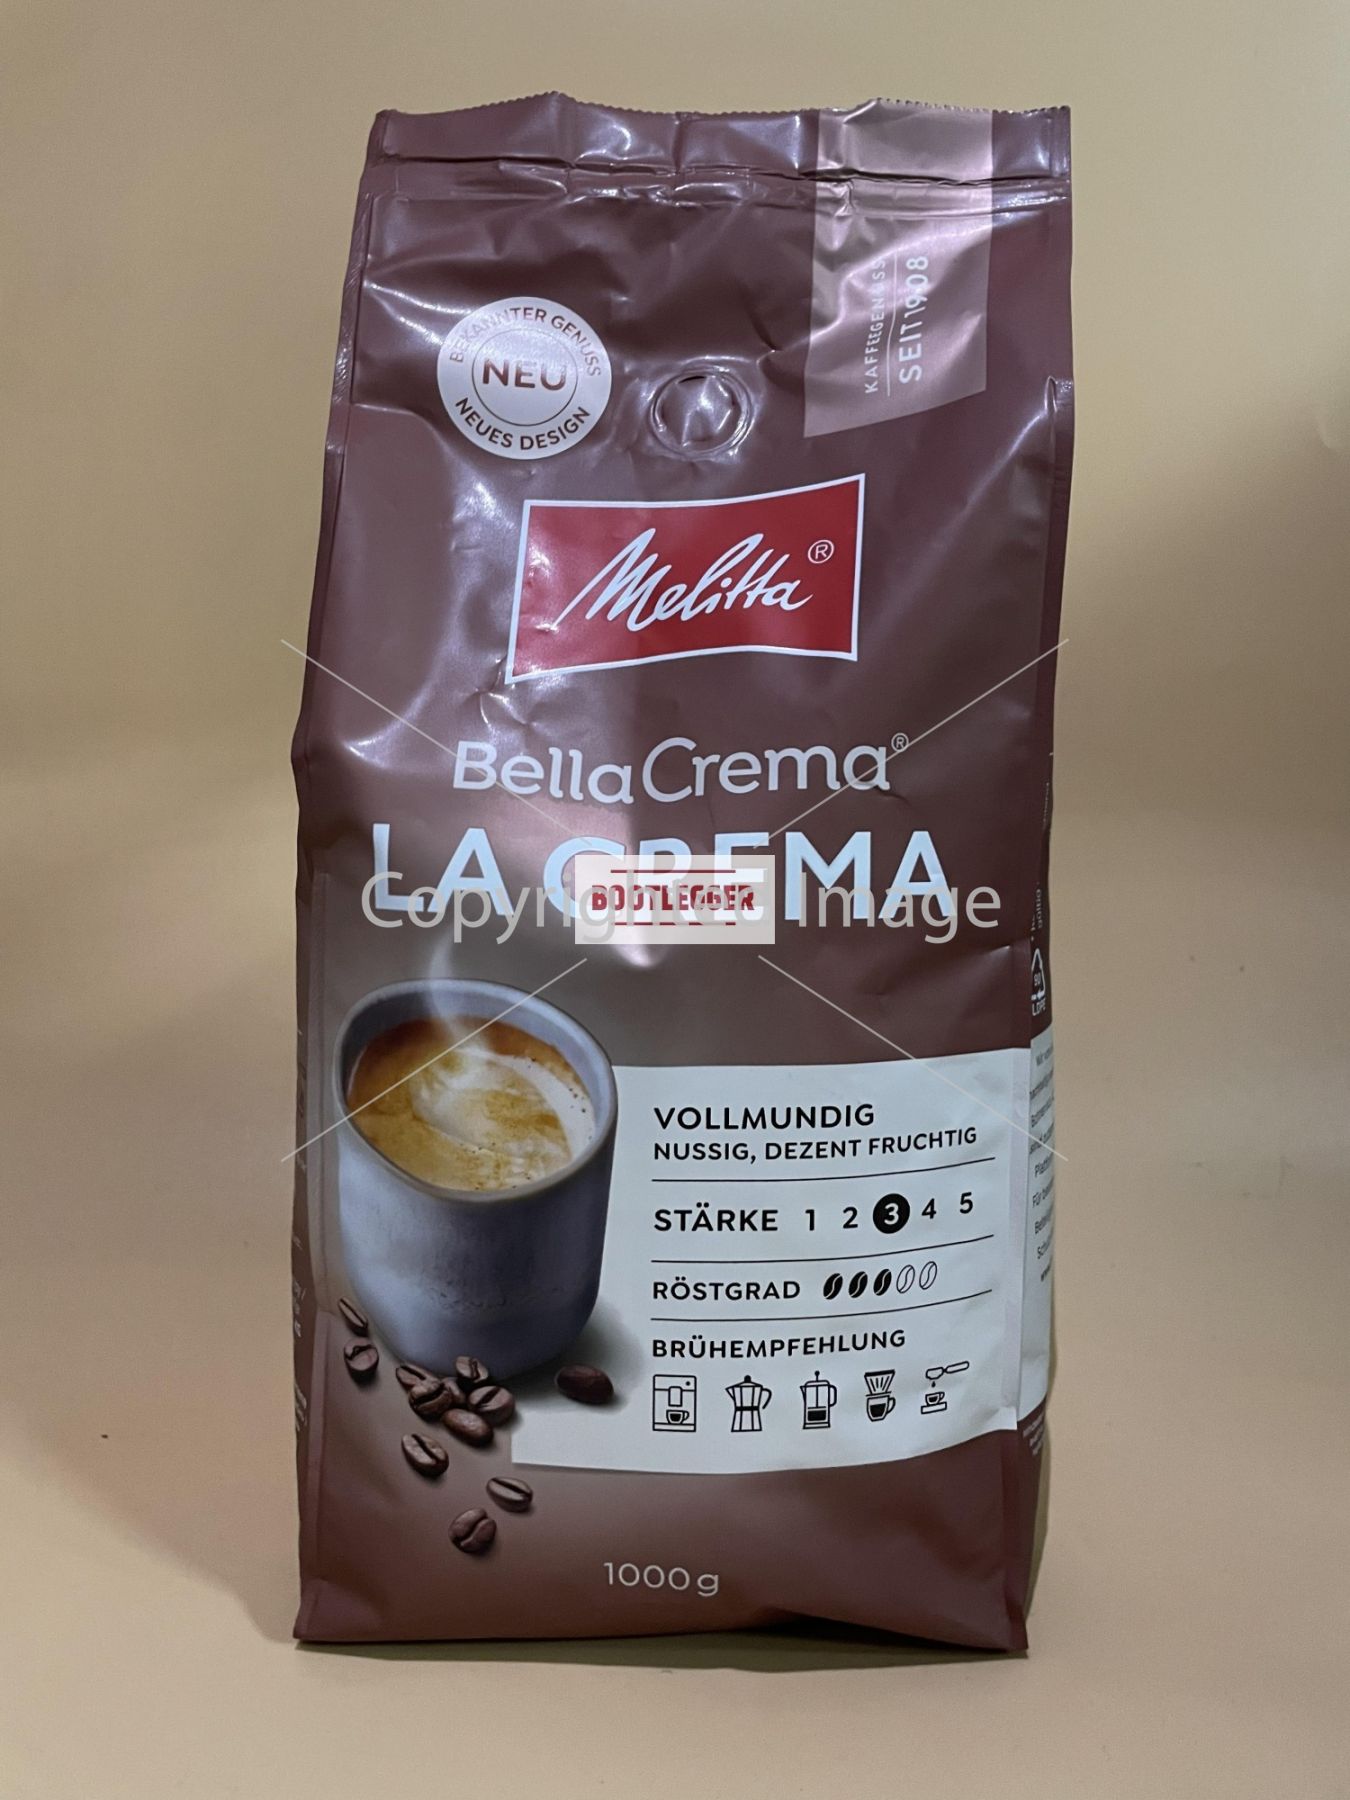 KAFFEEGENUSS
SEIT 1908
BEKANNTER GENUSS
NEU
NEUES DESIGN
Melitta®
BellaCrema®
LA CREMA
Copyrighted Image
BOOTLEGGER
VOLLMUNDIG
NUSSIG, DEZENT FRUCHTIG
STÄRKE 1 2 3 4 5
RÖSTGRAD
BRÜHEMPFEHLUNG
1000 g